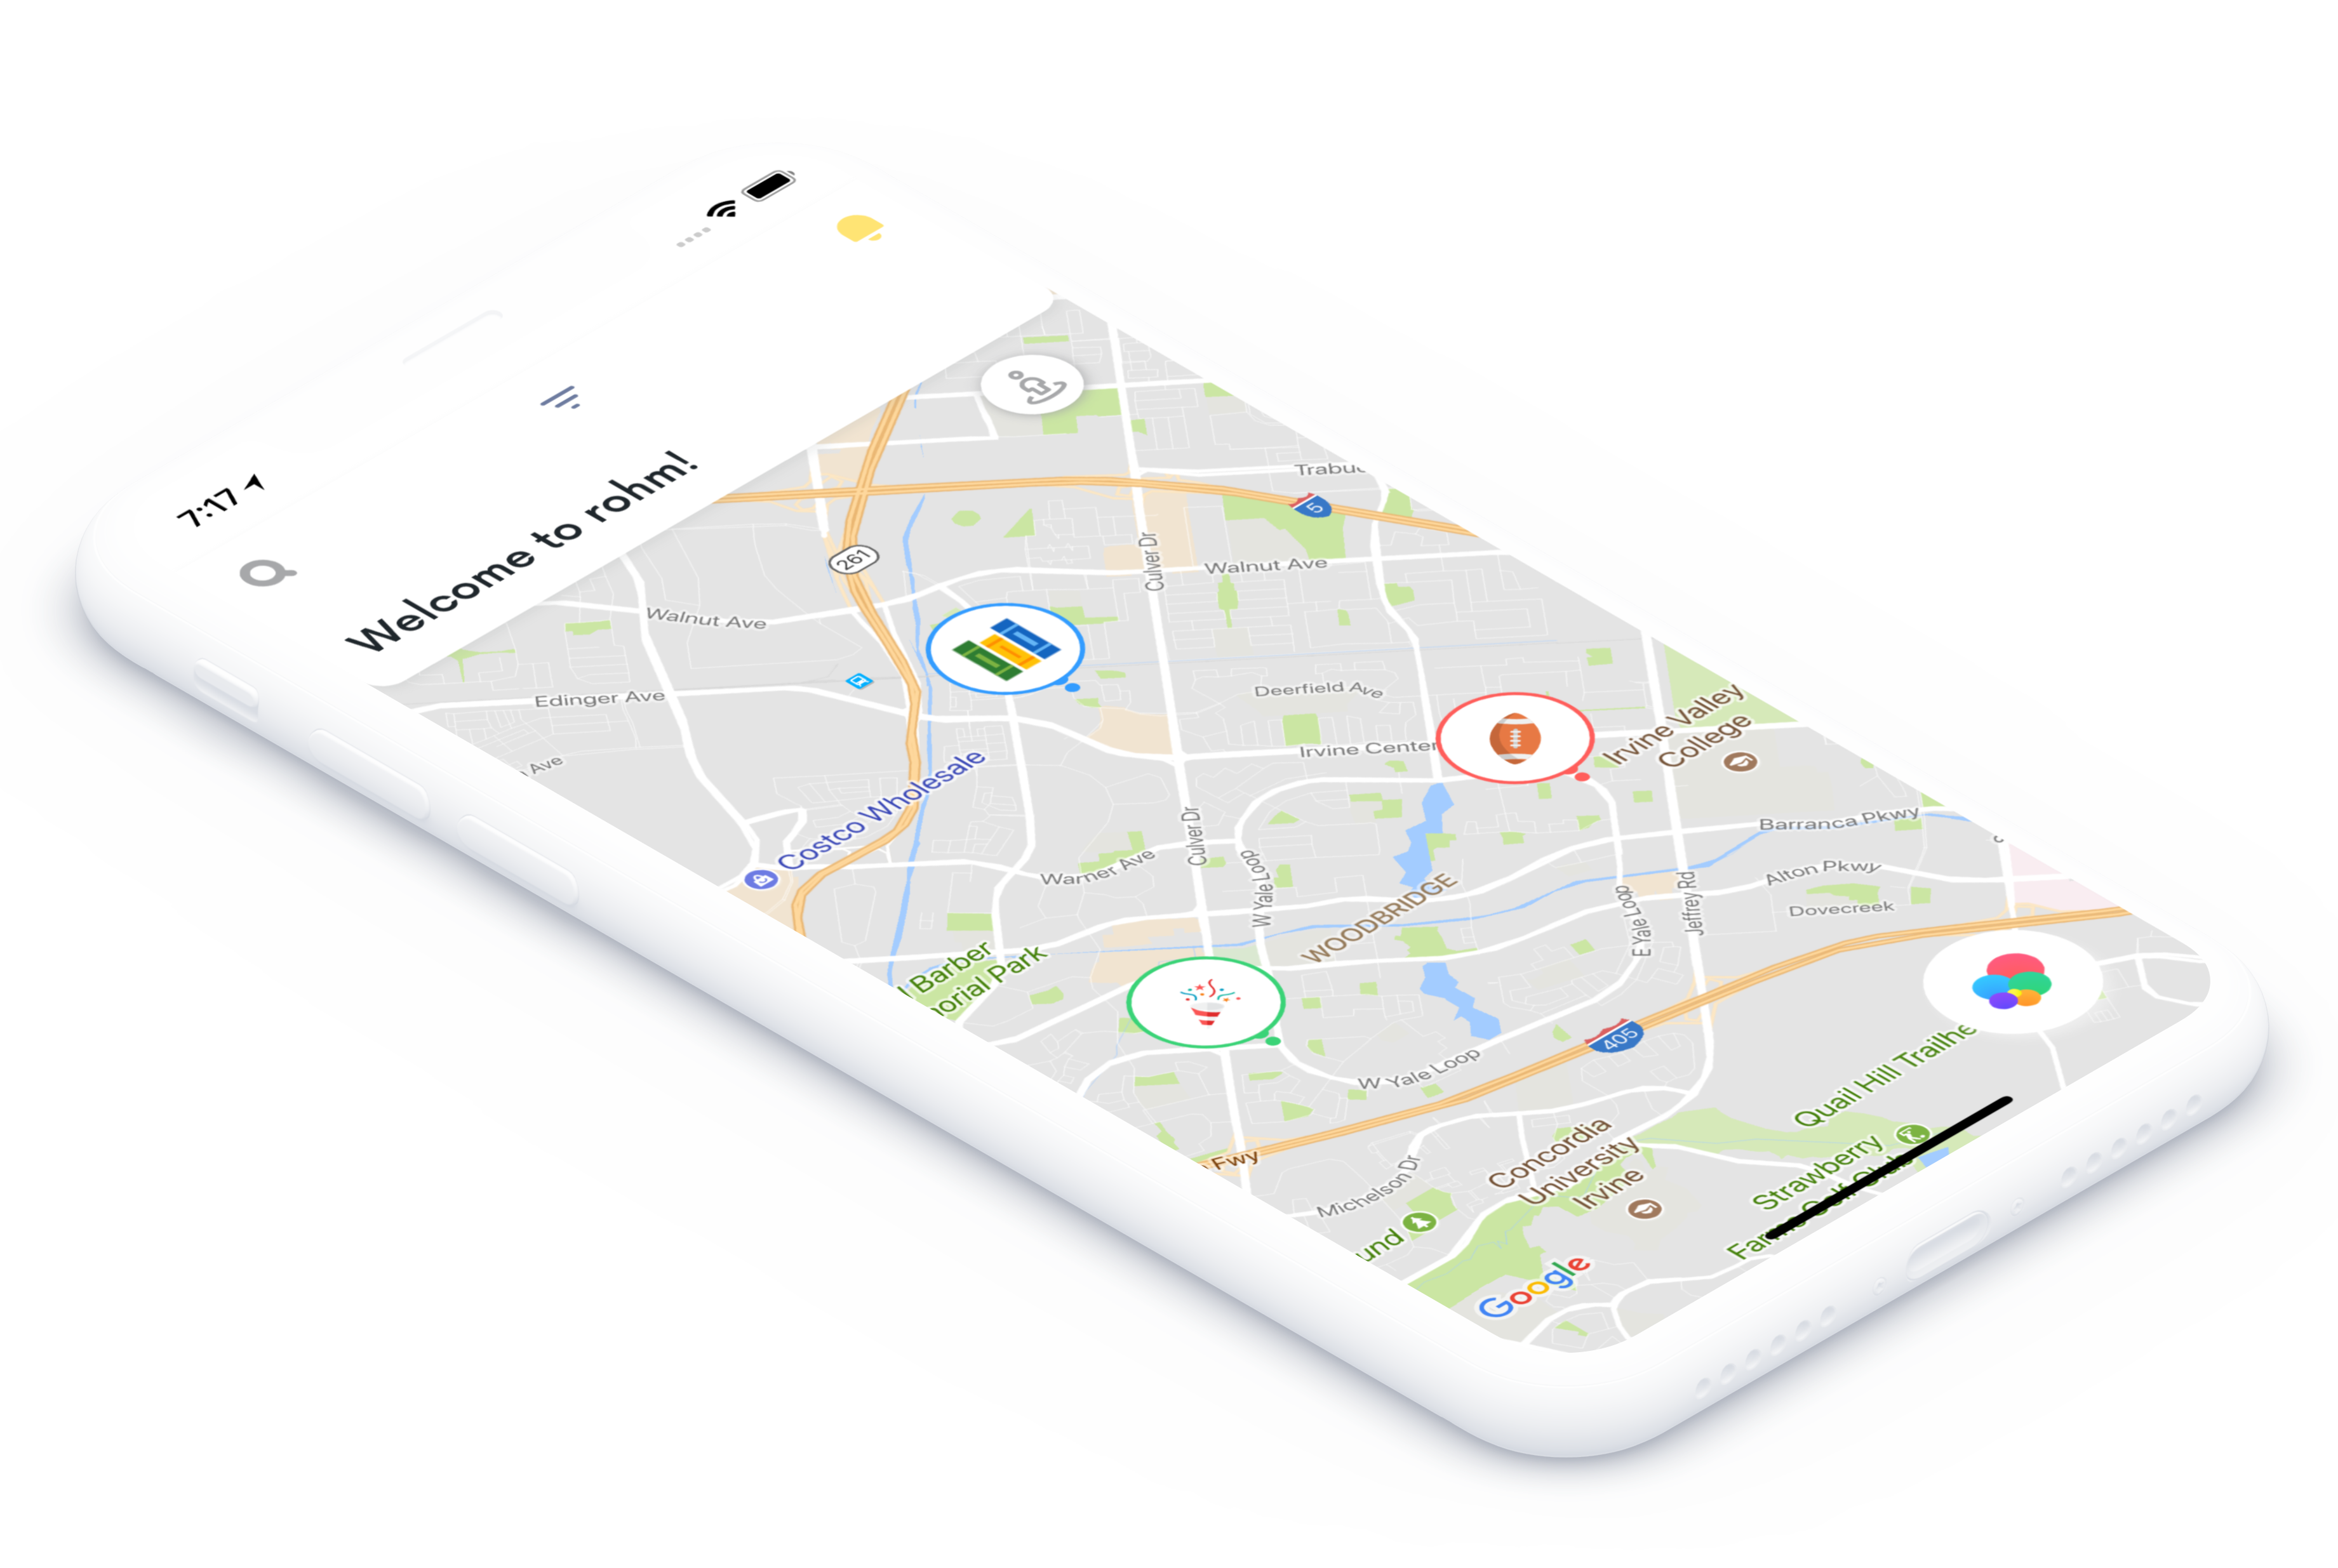 7:17
Welcome to rohm!
Trabuc
5
Culver Dr
Walnut Ave
261
Walnut Ave
Edinger Ave
Deerfield Ave
Irvine Center
Irvine Valley
College
Ave
Costco Wholesale
Culver Dr
Warner Ave
W Yale Loop
WOODBRIDGE
Barranca Pkwy
Alton Pkwy
Dovecreek
E Yale Loop
Jeffrey Rd
Barber
orial Park
405
W Yale Loop
Fwy
Michelson Dr
Concordia
University
Irvine
Quail Hill Trailhe
Strawberry
und
Google